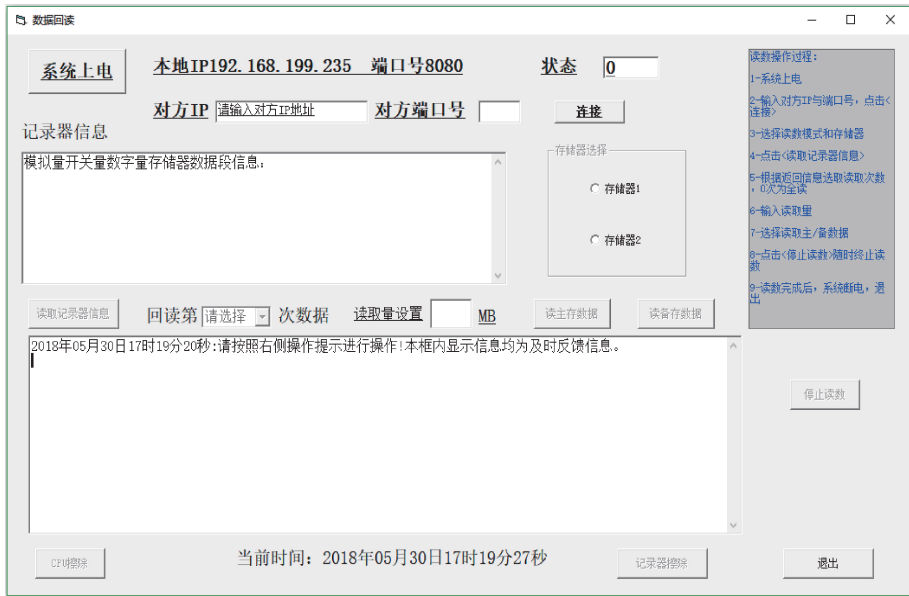 数据回读
系统上电
本地IP192.168.199.235 端口号8080
状态 0
对方IP 请输入对方IP地址 对方端口号
连接
记录器信息
模拟量开关量数字量存储器数据段信息:
存储器选择
存储器1
存储器2
读数操作过程:
1-系统上电
2-输入对方IP与端口号, 点击<
连接>
3-选择读数模式和存储器
4-点击<读取记录器信息>
5-根据返回信息选取读取次数
, 0次为全读
6-输入读取量
7-选择读取主/备数据
8-点击<停止读数>随时终止读
数
9-读数完成后, 系统断电, 退
出
读取记录器信息
回读第 请选择 次数据
读取量设置 MB
读主存数据
读备存数据
2018年05月30日17时19分20秒:请按照右侧操作提示进行操作!本框内显示信息均为及时反馈信息。
停止读数
CPU擦除
当前时间: 2018年05月30日17时19分27秒
记录器擦除
退出